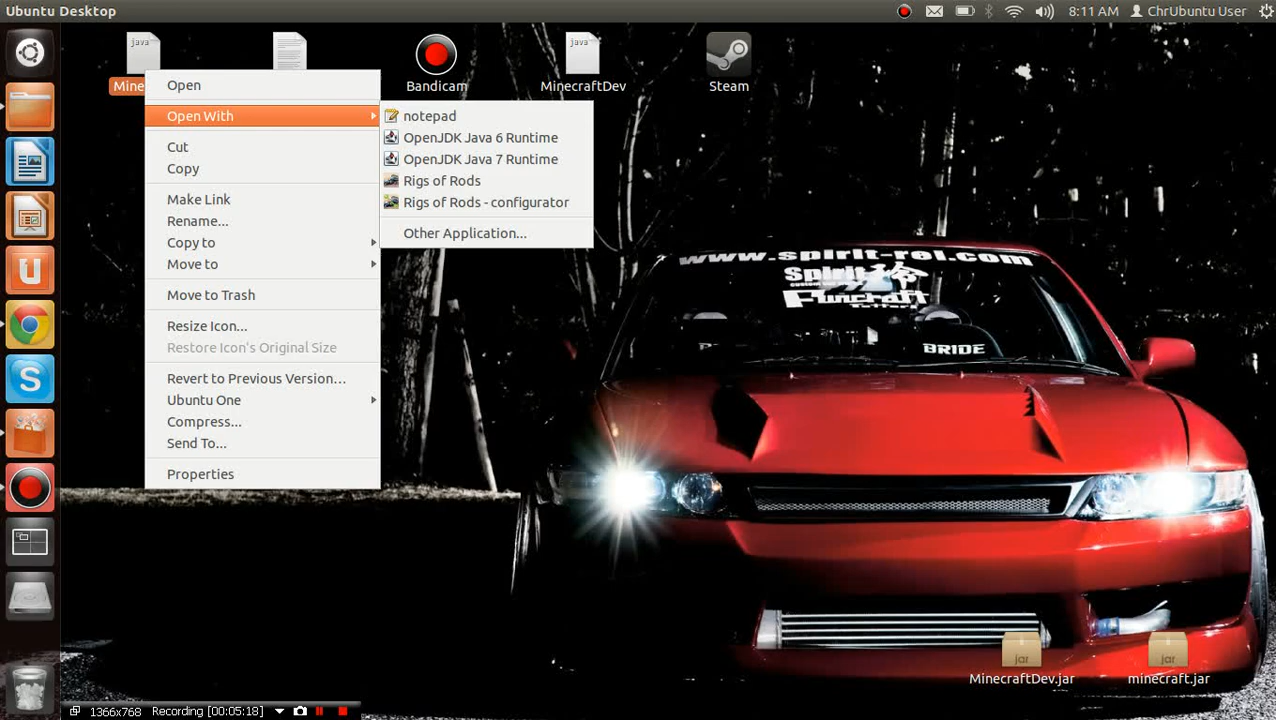 Ubuntu Desktop
8:11 AM
ChrUbuntu User
java
java
Mine
Bandicam
MinecraftDev
Steam
Open
Open With
Cut
Copy
Make Link
Rename...
Copy to
Move to
Move to Trash
Resize Icon...
Restore Icon's Original Size
Revert to Previous Version...
Ubuntu One
Compress...
Send To...
Properties
notepad
OpenJDK Java 6 Runtime
OpenJDK Java 7 Runtime
Rigs of Rods
Rigs of Rods - configurator
Other Application...
www.spirit-rei.com
Spirit
BRIDE
jar
MinecraftDev.jar
jar
minecraft.jar
1366x768
Recording [00:05:18]